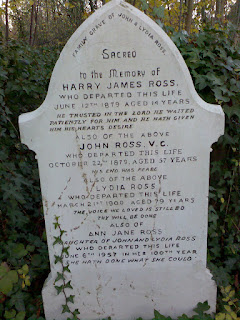 FAMILY GRAVE OF JOHN & LYDIA ROSS.
SACRED
to the Memory of
HARRY JAMES ROSS,
WHO DEPARTED THIS LIFE
JUNE 12TH 1879 AGED 14 YEARS.
HE TRUSTED IN THE LORD HE WAITED
PATIENTLY FOR HIM AND HE HATH GIVEN
HIM HIS HEARTS DESIRE
ALSO OF THE ABOVE
JOHN ROSS, V.C.
WHO DEPARTED THIS LIFE
OCTOBER 22ND 1879, AGED 57 YEARS
HIS END WAS PEACE
ALSO OF THE ABOVE
LYDIA ROSS
WHO DEPARTED THIS LIFE
MARCH 21ST 1902 AGED 79 YEARS
THE VOICE WE LOVED IS STILLED
THY WILL BE DONE
ALSO OF
ANN JANE ROSS
DAUGHTER OF JOHN AND LYDIA ROSS
WHO DEPARTED THIS LIFE
JUNE 8TH 1957 IN HER 100TH YEAR
SHE HATH DONE WHAT SHE COULD